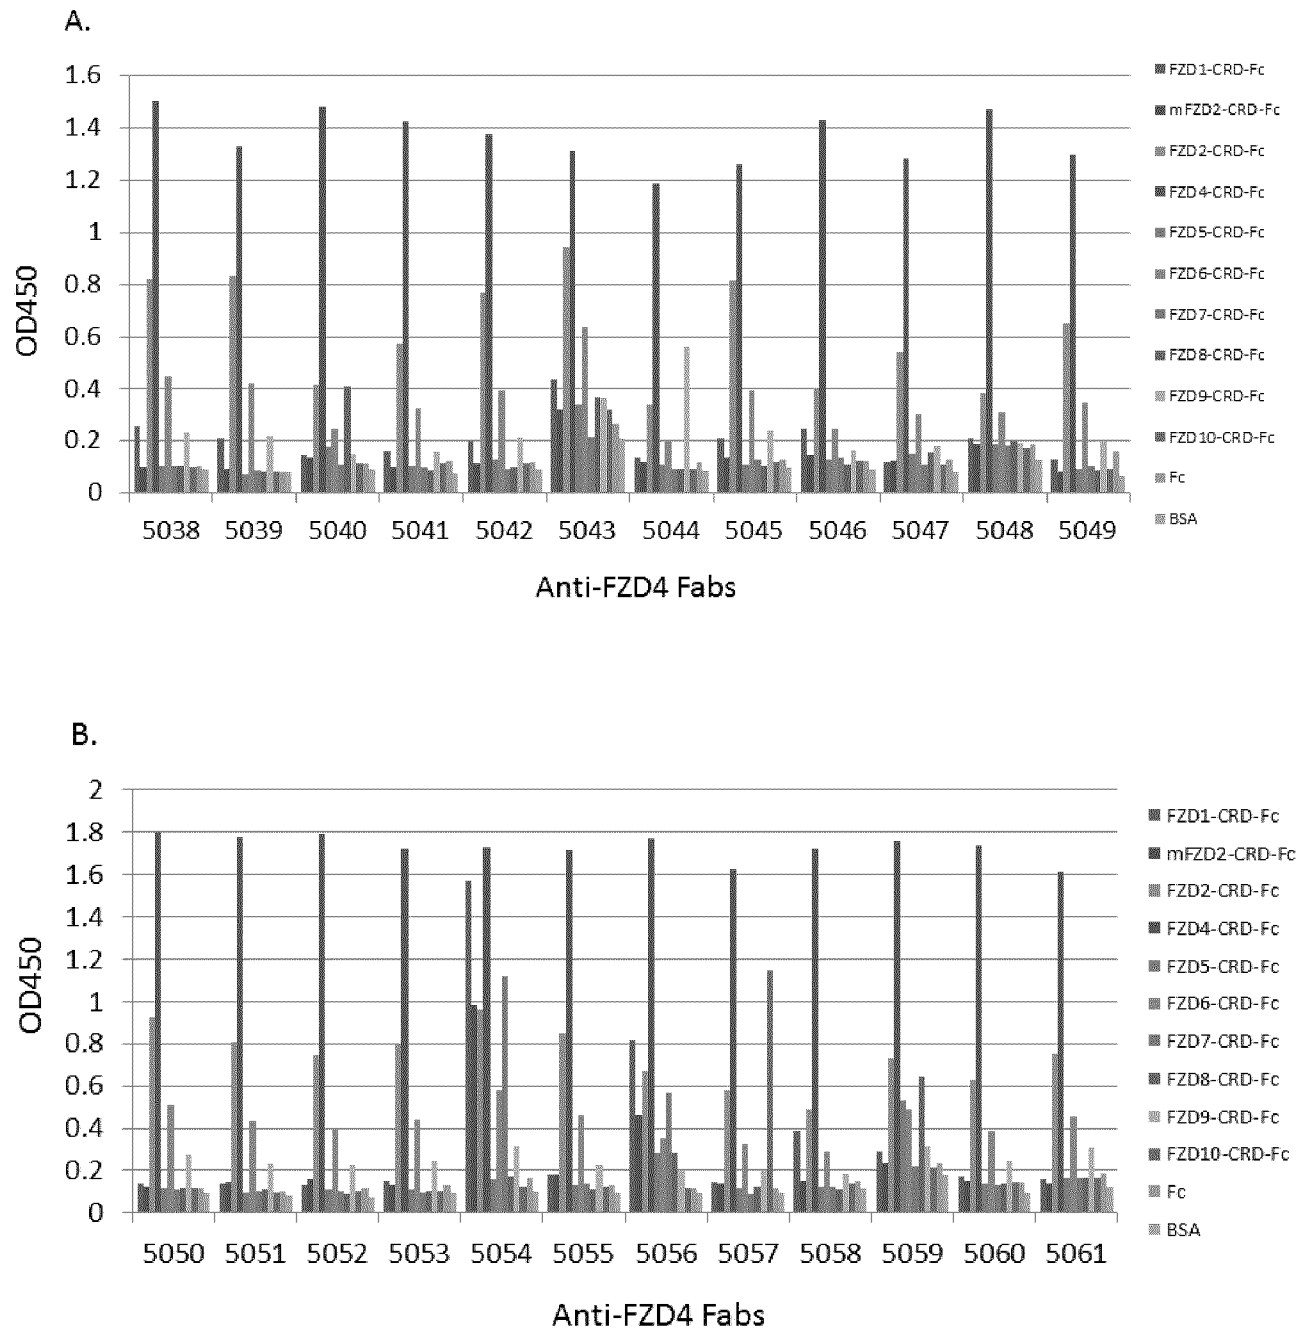 A.
1.6
1.4
1.2
1
0.8
0.6
0.4
0.2
0
OD450
5038 5039 5040 5041 5042 5043 5044 5045 5046 5047 5048 5049
Anti-FZD4 Fabs
FZD1-CRD-Fc
mFZD2-CRD-Fc
FZD2-CRD-Fc
FZD4-CRD-Fc
FZD5-CRD-Fc
FZD6-CRD-Fc
FZD7-CRD-Fc
FZD8-CRD-Fc
FZD9-CRD-Fc
FZD10-CRD-Fc
Fc
BSA
B.
2
1.8
1.6
1.4
1.2
1
0.8
0.6
0.4
0.2
0
OD450
5050 5051 5052 5053 5054 5055 5056 5057 5058 5059 5060 5061
Anti-FZD4 Fabs
FZD1-CRD-Fc
mFZD2-CRD-Fc
FZD2-CRD-Fc
FZD4-CRD-Fc
FZD5-CRD-Fc
FZD6-CRD-Fc
FZD7-CRD-Fc
FZD8-CRD-Fc
FZD9-CRD-Fc
FZD10-CRD-Fc
Fc
BSA